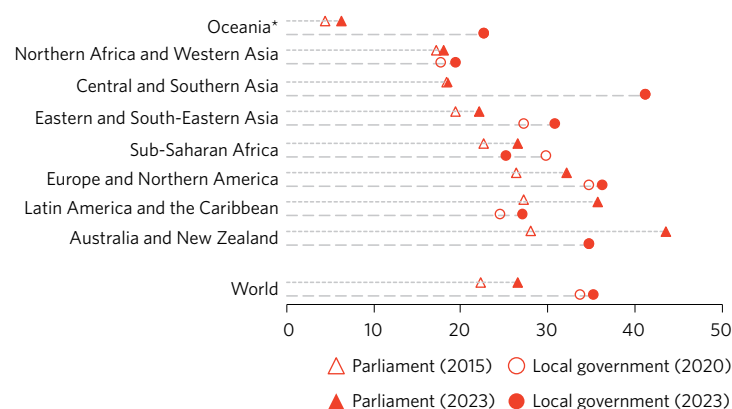 Oceania*
Northern Africa and Western Asia
Central and Southern Asia
Eastern and South-Eastern Asia
Sub-Saharan Africa
Europe and Northern America
Latin America and the Caribbean
Australia and New Zealand
World
0 10 20 30 40 50
Parliament (2015) Local government (2020)
Parliament (2023) Local government (2023)